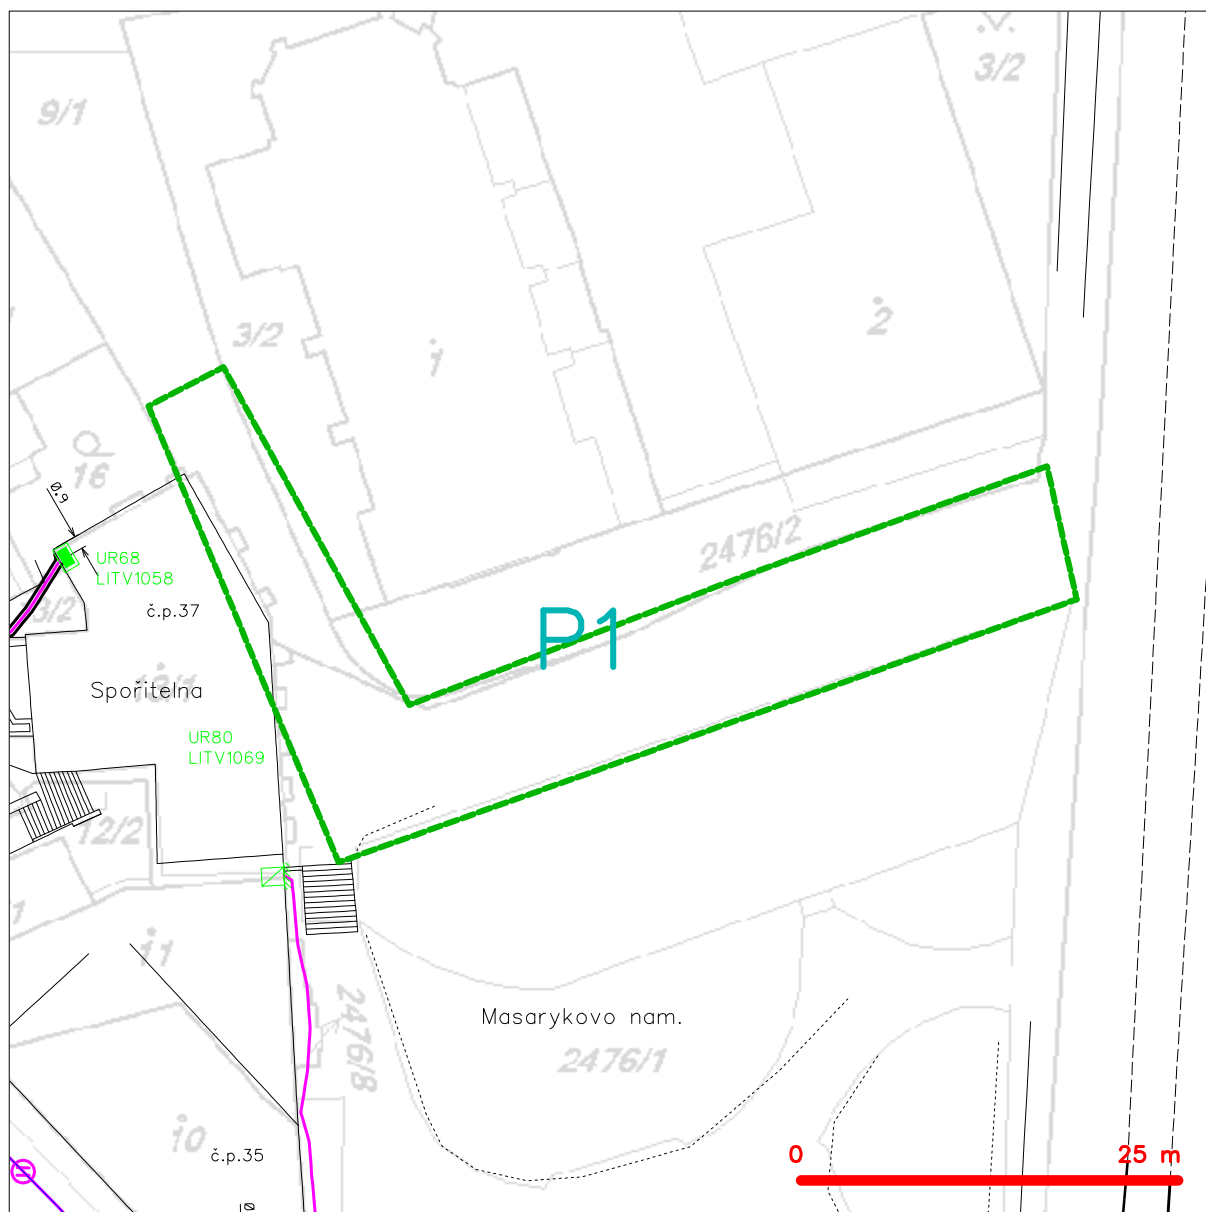 3/2
9/1
3/2
1
2
16
0.9
2476/2
UR68
LITV1058
č.p.37
P1
Spořitelna
UR80
LITV1069
12/2
11
2476/8
Masarykovo nam.
2476/1
10
č.p.35
0
25 m